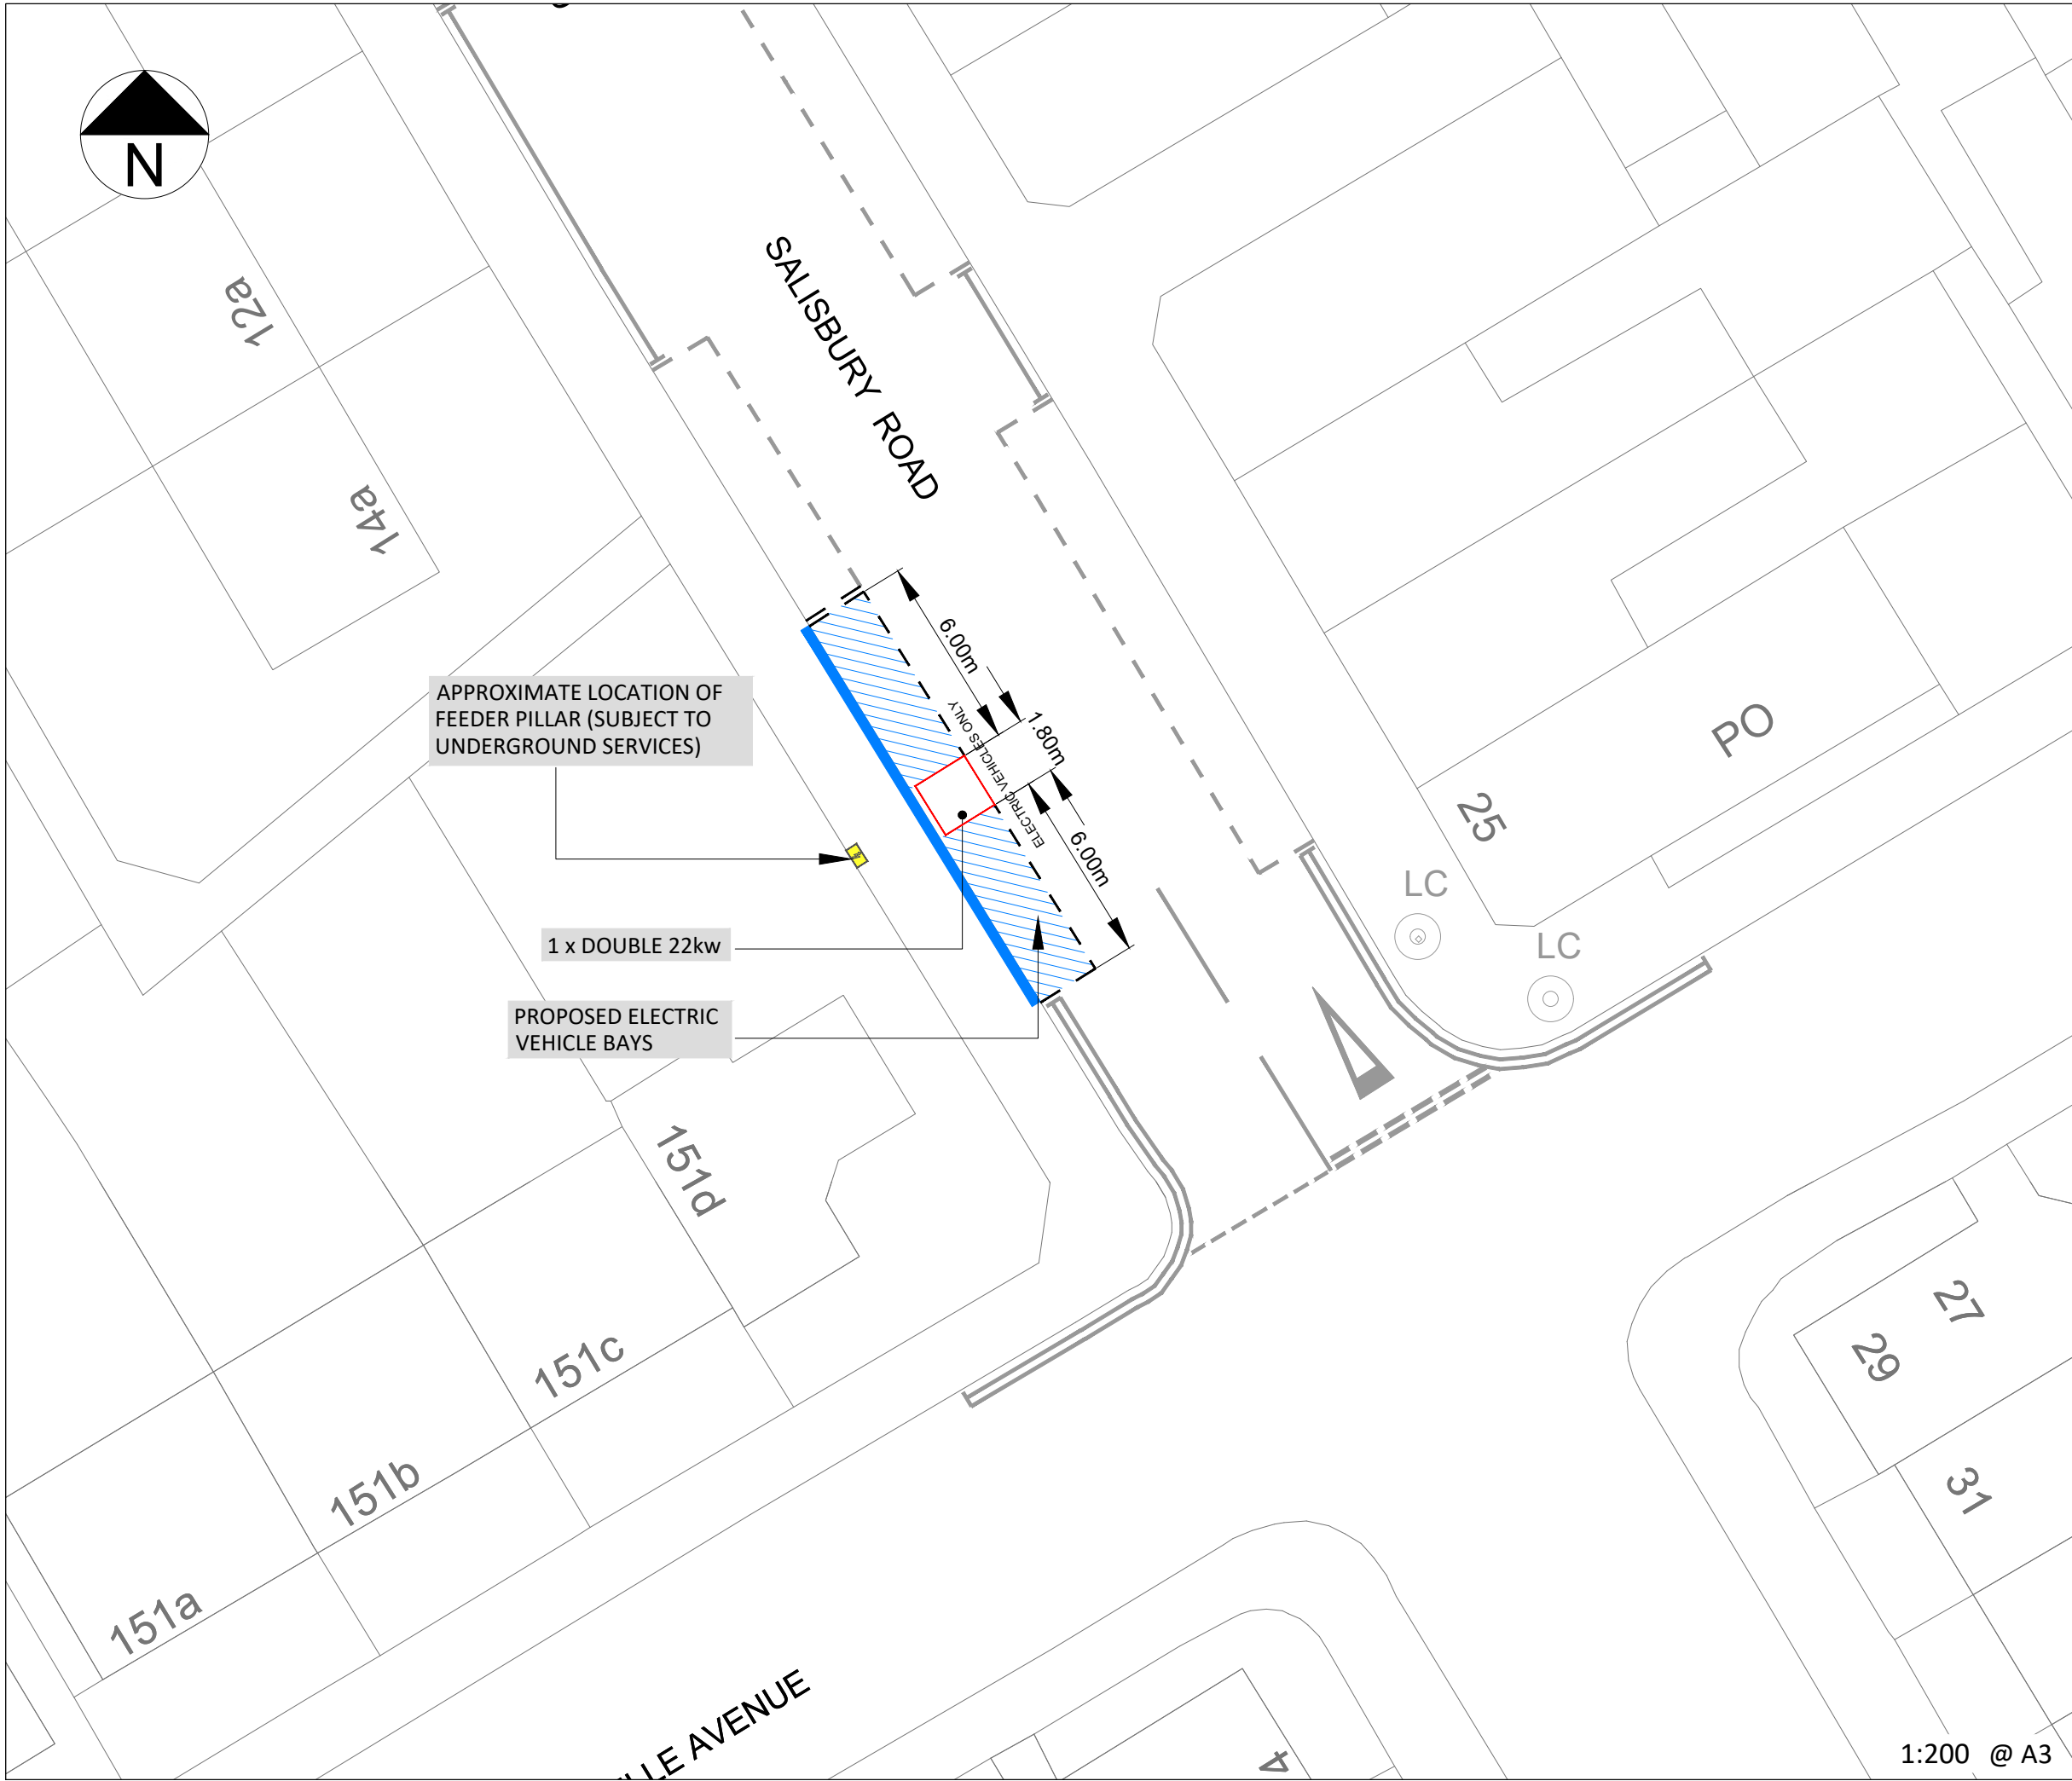 N
12a
SALISBURY ROAD
14a
6.00m
APPROXIMATE LOCATION OF
FEEDER PILLAR (SUBJECT TO
UNDERGROUND SERVICES)
ELECTRIC VEHICLES ONLY
1.80m
PO
25
6.00m
LC
LC
1 x DOUBLE 22kw
PROPOSED ELECTRIC
VEHICLE BAYS
151d
27
29
151c
31
151b
151a
AVENUE
4
1:200 @ A3